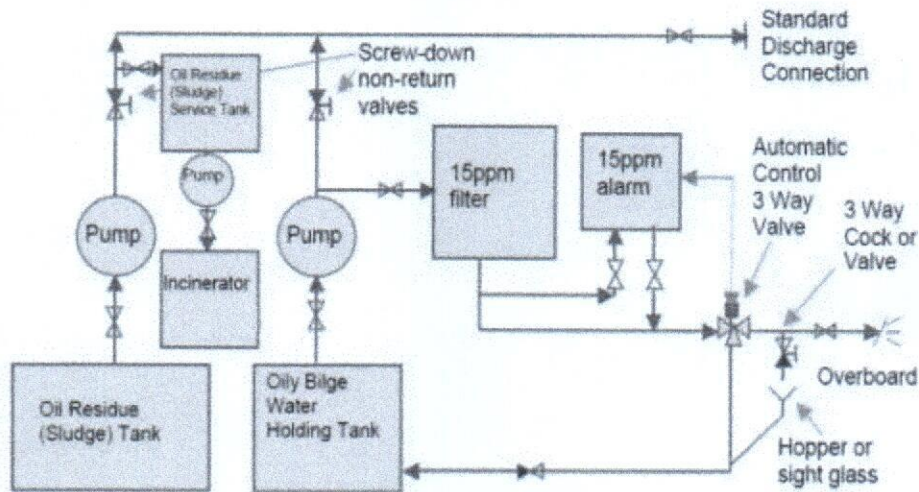 Standard
Discharge
Connection
Screw-down
non-return
valves
Oil Residue
(Sludge)
Service Tank
15ppm
filter
15ppm
alarm
Automatic
Control
3 Way
Valve
3 Way
Cock or
Valve
Pump
Pump
Pump
Incinerator
Oil Residue
(Sludge) Tank
Oily Bilge
Water
Holding Tank
Overboard
Hopper or
sight glass